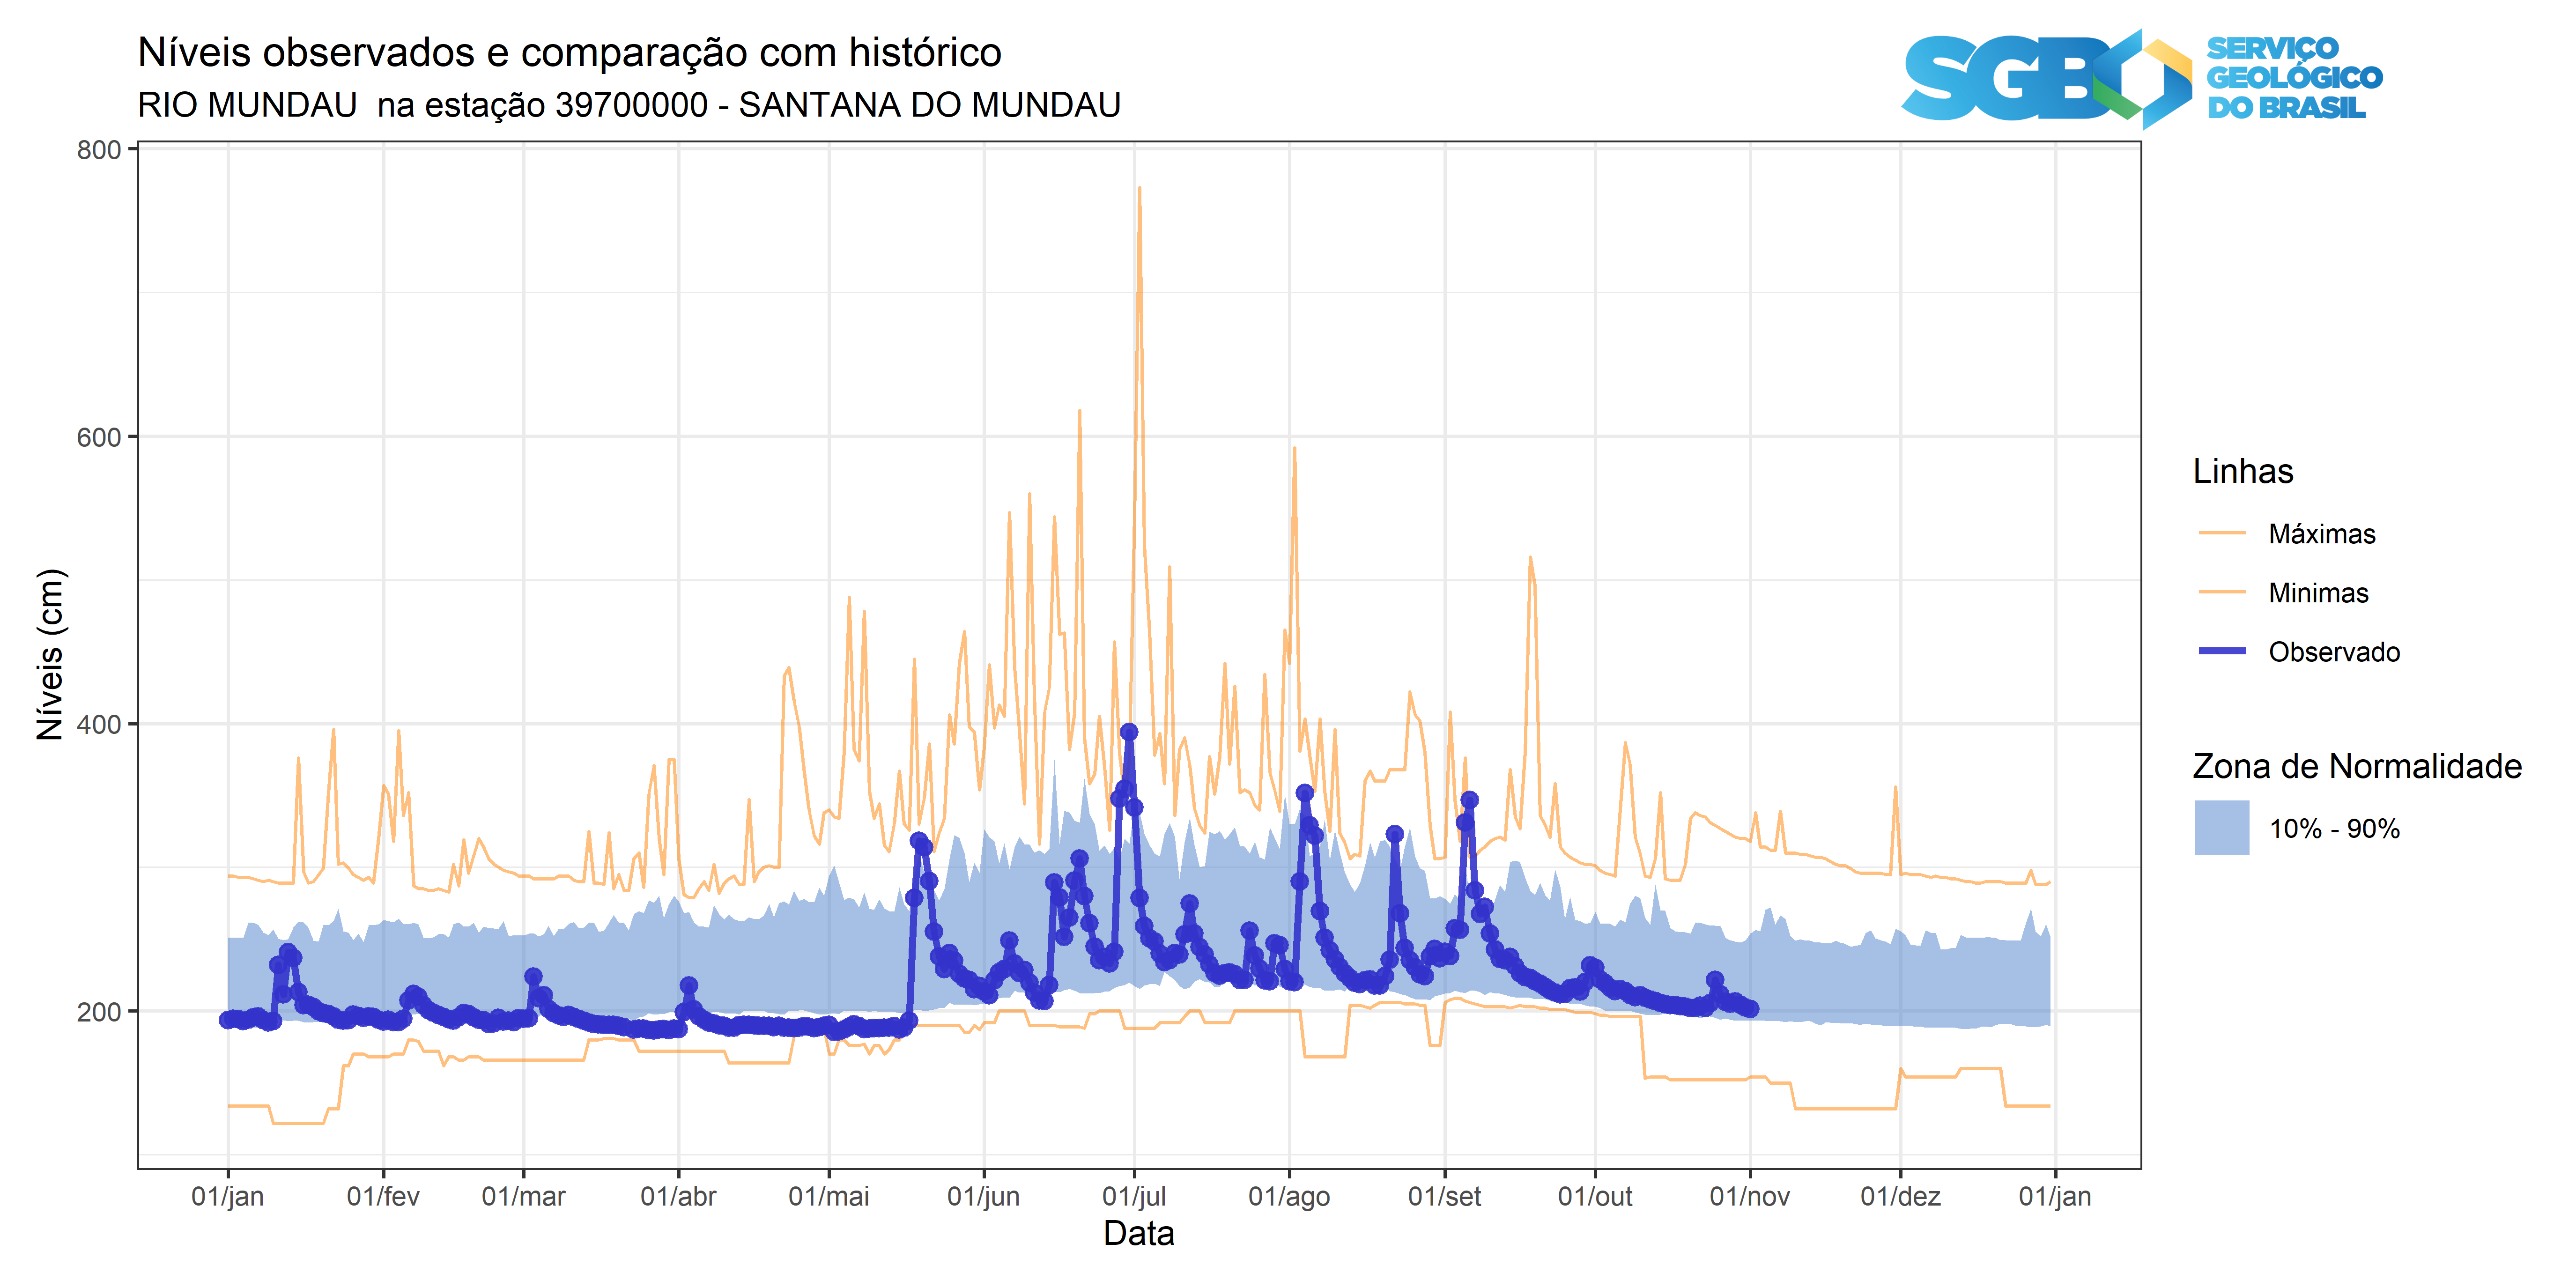 Níveis observados e comparação com histórico
RIO MUNDAU  na estação 39700000 - SANTANA DO MUNDAU
SGB
SERVIÇO
GEOLÓGICO
DO BRASIL
800
600
400
200
Níveis (cm)
01/jan
01/fev
01/mar
01/abr
01/mai
01/jun
01/jul
01/ago
01/set
01/out
01/nov
01/dez
01/jan
Data
Linhas
Máximas
Minimas
Observado
Zona de Normalidade
10% - 90%